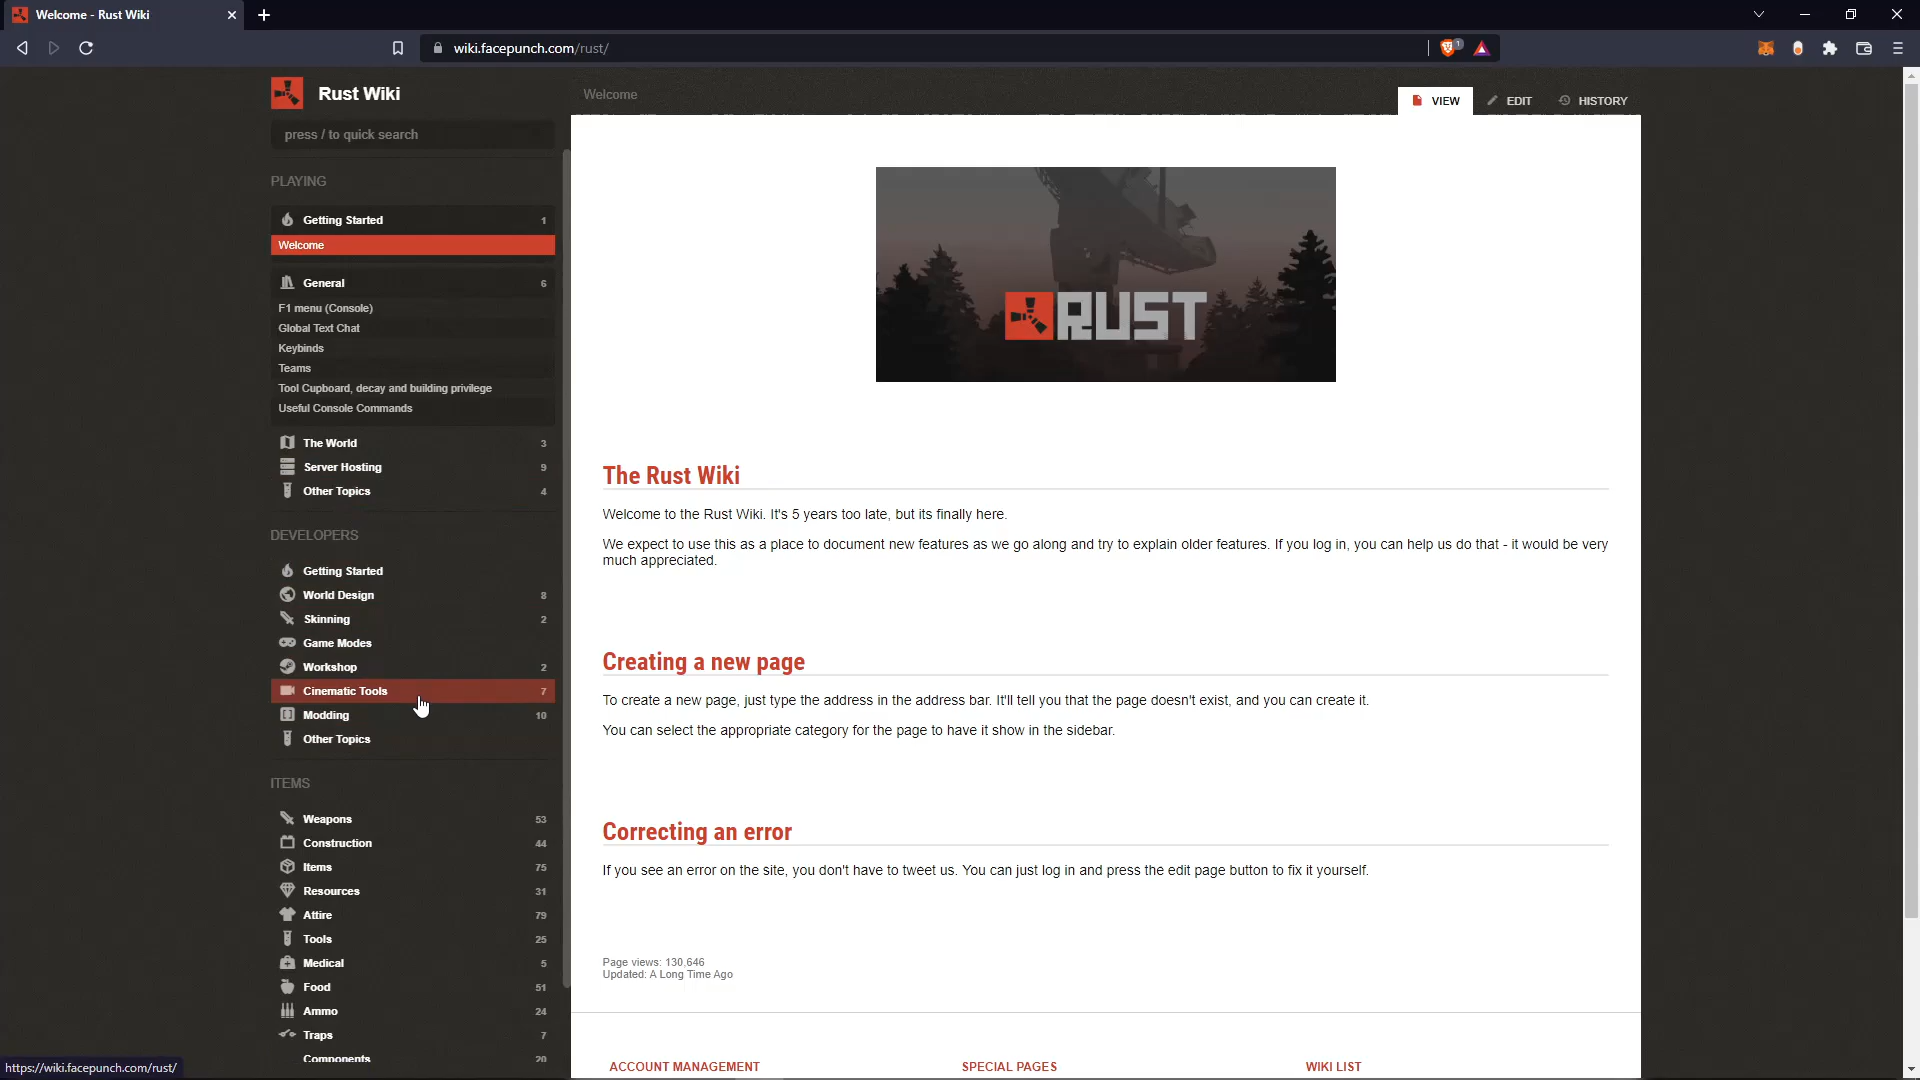 Welcome - Rust Wiki
wiki.facepunch.com/rust/
1
Rust Wiki
press / to quick search
PLAYING
Getting Started 1
Welcome
General 6
F1 menu (Console)
Global Text Chat
Keybinds
Teams
Tool Cupboard, decay and building privilege
Useful Console Commands
The World 3
Server Hosting 9
Other Topics 4
DEVELOPERS
Getting Started
World Design 8
Skinning 2
Game Modes
Workshop 2
Cinematic Tools 7
Modding 10
Other Topics
ITEMS
Weapons 53
Construction 44
Items 75
Resources 31
Attire 79
Tools 25
Medical 5
Food 51
Ammo 24
Traps 7
Components 20
https://wiki.facepunch.com/rust/
Welcome
VIEW
EDIT
HISTORY
RUST
The Rust Wiki
Welcome to the Rust Wiki. It's 5 years too late, but its finally here.
We expect to use this as a place to document new features as we go along and try to explain older features. If you log in, you can help us do that - it would be very
much appreciated.
Creating a new page
To create a new page, just type the address in the address bar. It'll tell you that the page doesn't exist, and you can create it.
You can select the appropriate category for the page to have it show in the sidebar.
Correcting an error
If you see an error on the site, you don't have to tweet us. You can just log in and press the edit page button to fix it yourself.
Page views: 130,646
Updated: A Long Time Ago
ACCOUNT MANAGEMENT
SPECIAL PAGES
WIKI LIST